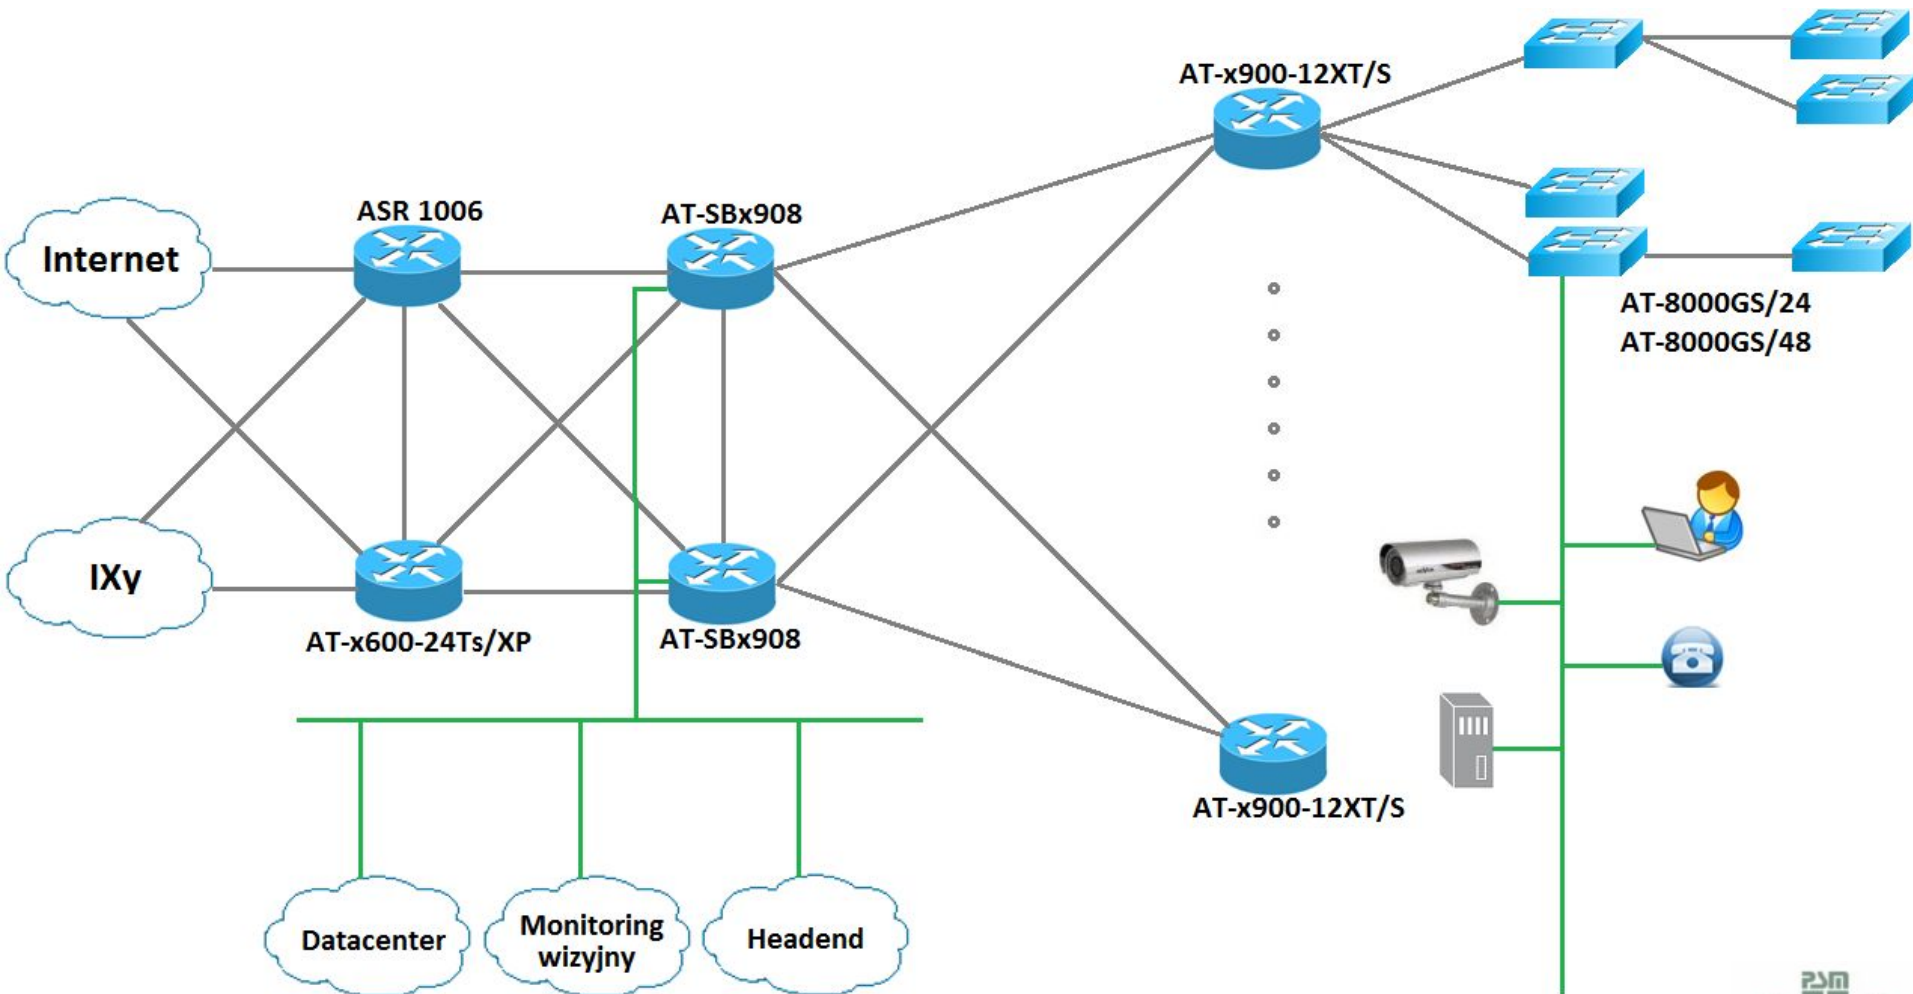 AT-x900-12XT/S
ASR 1006
AT-SBx908
Internet
AT-8000GS/24
AT-8000GS/48
IXy
AT-x600-24Ts/XP
AT-SBx908
AT-x900-12XT/S
Datacenter
Monitoring
wizyjny
Headend
PSM